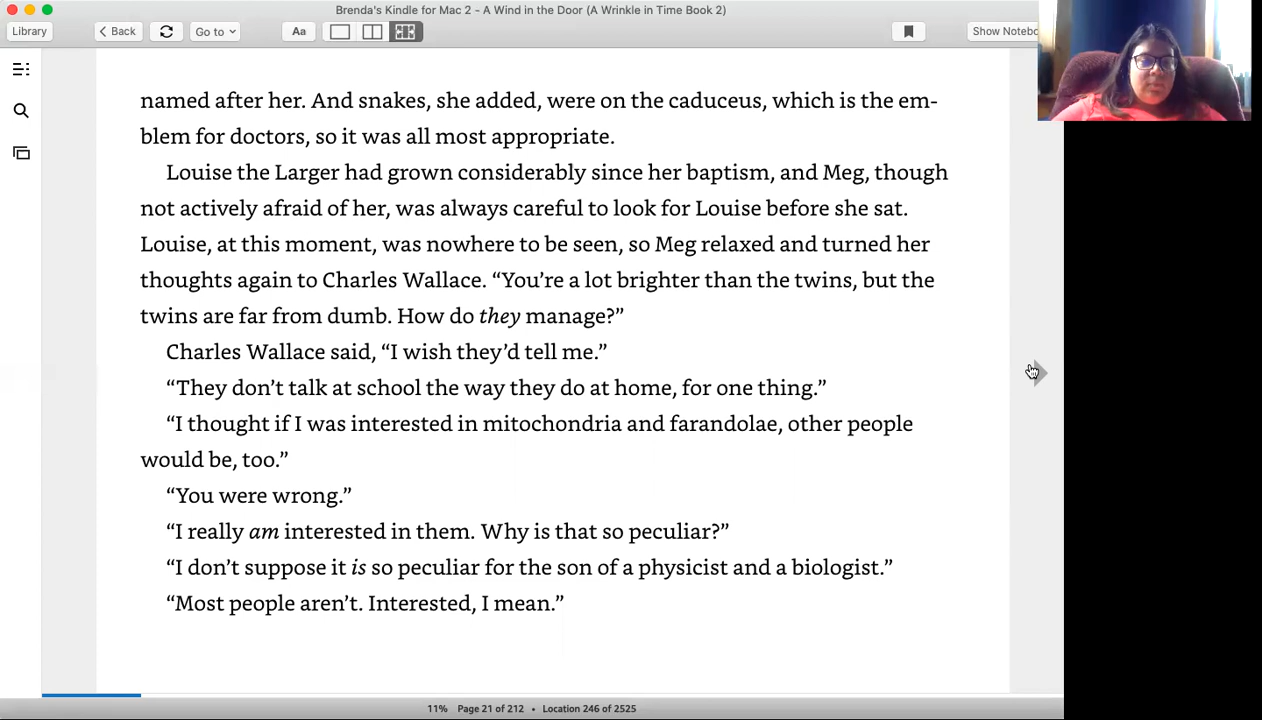 Brenda's Kindle for Mac 2 - A Wind in the Door (A Wrinkle in Time Book 2)
Library
Back
Go to
Aa
Show Notebo
named after her. And snakes, she added, were on the caduceus, which is the em-
blem for doctors, so it was all most appropriate.
Louise the Larger had grown considerably since her baptism, and Meg, though
not actively afraid of her, was always careful to look for Louise before she sat.
Louise, at this moment, was nowhere to be seen, so Meg relaxed and turned her
thoughts again to Charles Wallace. “You’re a lot brighter than the twins, but the
twins are far from dumb. How do they manage?”
Charles Wallace said, “I wish they’d tell me.”
“They don’t talk at school the way they do at home, for one thing.”
“I thought if I was interested in mitochondria and farandolae, other people
would be, too.”
“You were wrong.”
“I really am interested in them. Why is that so peculiar?”
“I don’t suppose it is so peculiar for the son of a physicist and a biologist.”
“Most people aren’t. Interested, I mean.”
11% Page 21 of 212 • Location 246 of 2525